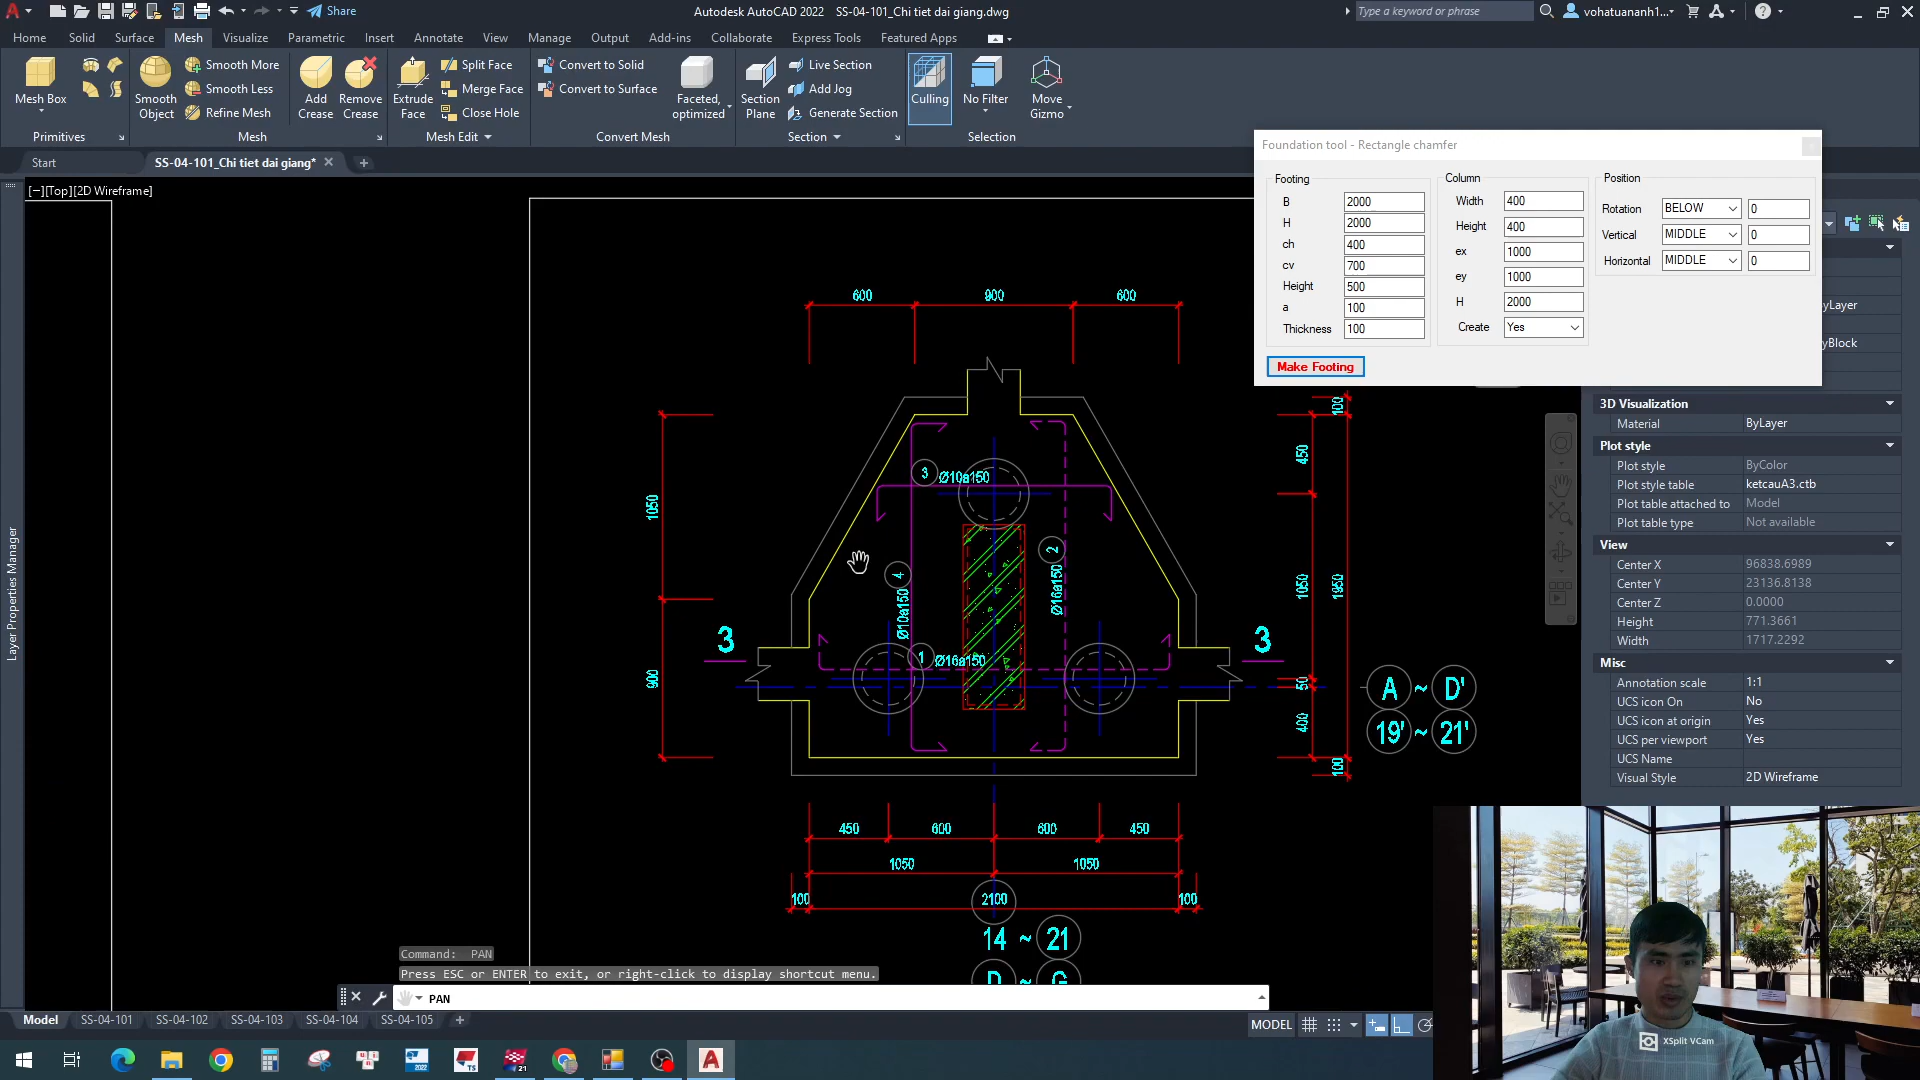 Share
Autodesk AutoCAD 2022 SS-04-101_Chi tiet dai giang.dwg
Type a keyword or phrase
vohatuananh1...
Home Solid Surface Mesh Visualize Parametric Insert Annotate View Manage Output Add-ins Collaborate Express Tools Featured Apps
Mesh Box
Smooth Object
Smooth More
Smooth Less
Refine Mesh
Add Crease
Remove Crease
Extrude Face
Split Face
Merge Face
Close Hole
Convert to Solid
Convert to Surface
Faceted, optimized
Section Plane
Live Section
Add Jog
Generate Section
Culling
No Filter
Move Gizmo
Primitives Mesh Mesh Edit Convert Mesh Section Selection
Start SS-04-101_Chi tiet dai giang*
[−][Top][2D Wireframe]
Foundation tool - Rectangle chamfer
Footing
B 2000
H 2000
ch 400
cv 700
Height 500
a 100
Thickness 100
Column
Width 400
Height 400
ex 1000
ey 1000
H 2000
Create Yes
Position
Rotation BELOW 0
Vertical MIDDLE 0
Horizontal MIDDLE 0
Make Footing
yLayer
yBlock
3D Visualization
Material ByLayer
Plot style
Plot style ByColor
Plot style table ketcauA3.ctb
Plot table attached to Model
Plot table type Not available
View
Center X 96838.6989
Center Y 23136.8138
Center Z 0.0000
Height 771.3661
Width 1717.2292
Misc
Annotation scale 1:1
UCS icon On No
UCS icon at origin Yes
UCS per viewport Yes
UCS Name
Visual Style 2D Wireframe
Layer Properties Manager
600 900 600
1050
900
100
450
1050
1950
50
400
100
3 Ø10a150
2 Ø16a150
4 Ø10a150
1 Ø16a150
3 3
A ~ D'
19' ~ 21'
450 600 600 450
1050 1050
100 2100 100
14 ~ 21
D ~ G
Command: PAN
Press ESC or ENTER to exit, or right-click to display shortcut menu.
PAN
Model SS-04-101 SS-04-102 SS-04-103 SS-04-104 SS-04-105
MODEL
XSplit VCam